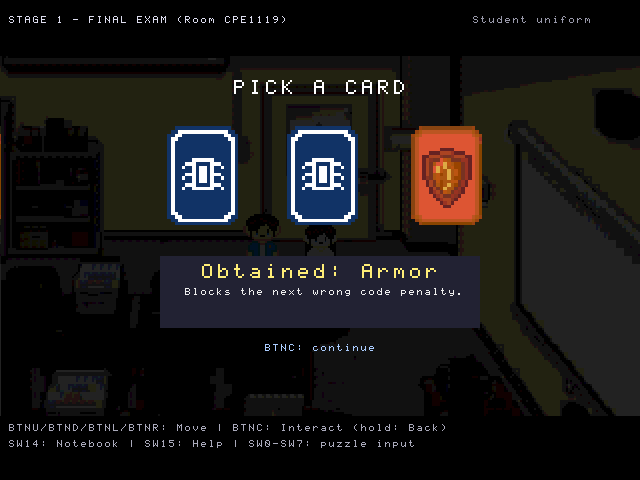 STAGE 1 - FINAL EXAM (Room CPE1119)
Student uniform
PICK A CARD
Obtained: Armor
Blocks the next wrong code penalty.
BTNC: continue
BTNU/BTND/BTNL/BTNR: Move | BTNC: Interact (hold: Back)
SW14: Notebook | SW15: Help | SW0-SW7: puzzle input